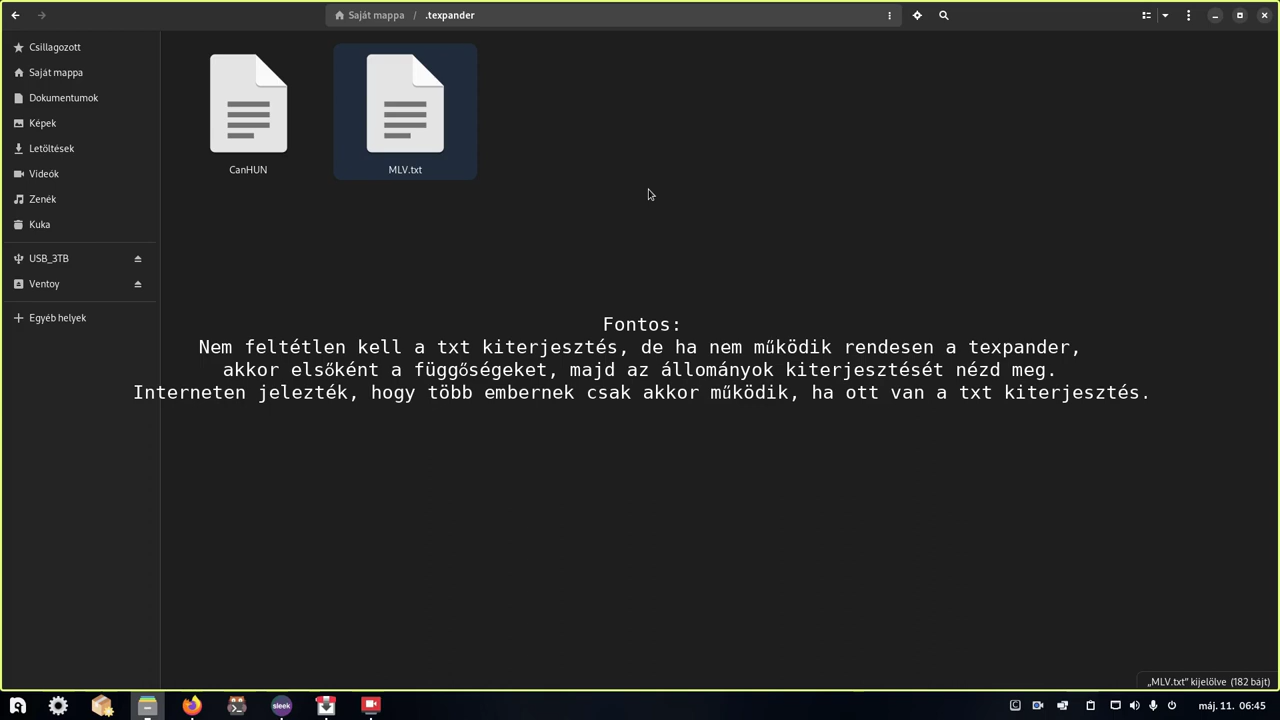 Saját mappa / .texpander
Csillagozott
Saját mappa
Dokumentumok
Képek
Letöltések
Videók
Zenék
Kuka
USB_3TB
Ventoy
Egyéb helyek
CanHUN
MLV.txt
Fontos:
Nem feltétlen kell a txt kiterjesztés, de ha nem működik rendesen a texpander,
akkor elsőként a függőségeket, majd az állományok kiterjesztését nézd meg.
Interneten jelezték, hogy több embernek csak akkor működik, ha ott van a txt kiterjesztés.
„MLV.txt” kijelölve (182 bájt)
sleek
máj. 11. 06:45